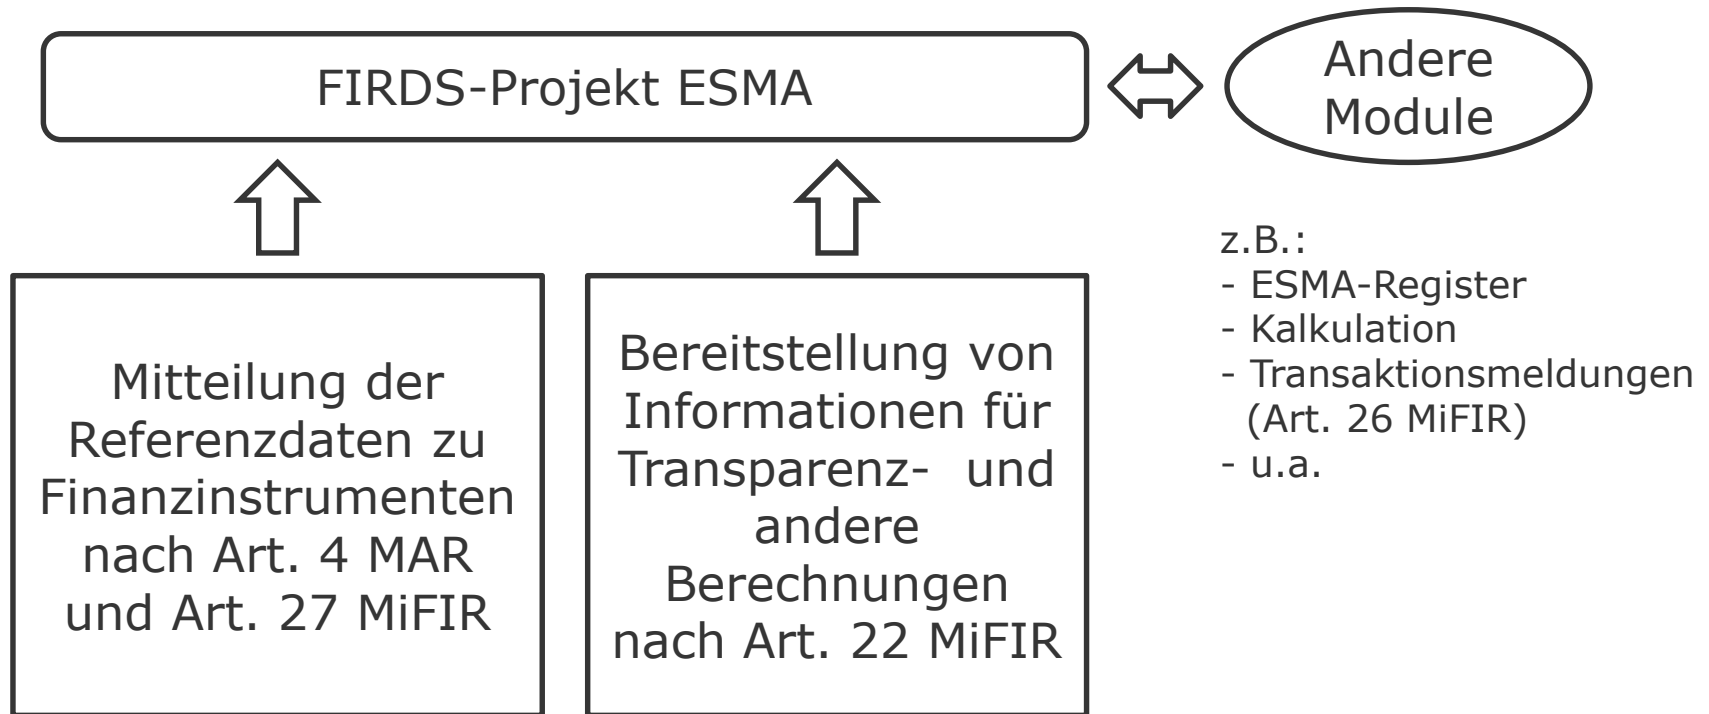 FIRDS-Projekt ESMA
Andere
Module
z.B.:
- ESMA-Register
- Kalkulation
- Transaktionsmeldungen
(Art. 26 MiFIR)
- u.a.
Mitteilung der
Referenzdaten zu
Finanzinstrumenten
nach Art. 4 MAR
und Art. 27 MiFIR
Bereitstellung von
Informationen für
Transparenz- und
andere
Berechnungen
nach Art. 22 MiFIR